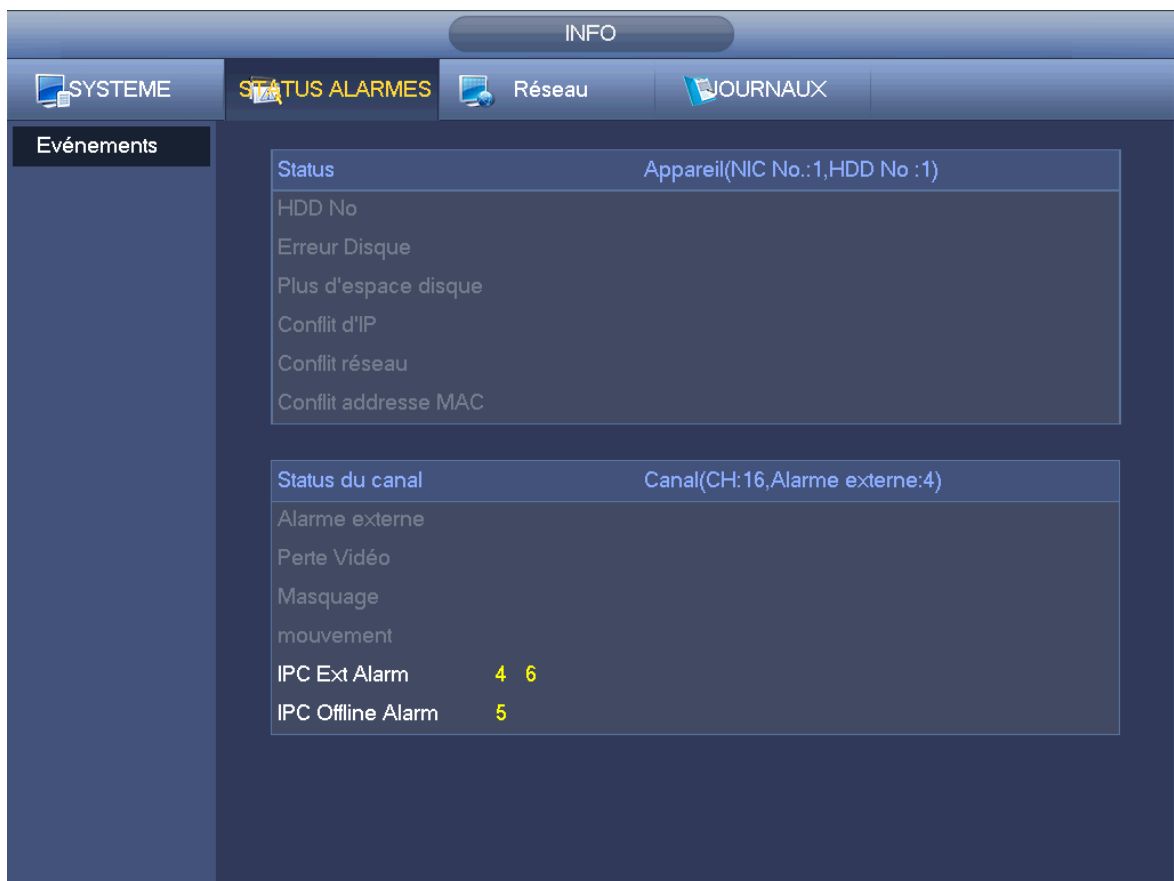 INFO
SYSTEME STATUS ALARMES Réseau JOURNAUX
Evénements
Status Appareil(NIC No.:1,HDD No :1)
HDD No
Erreur Disque
Plus d'espace disque
Conflit d'IP
Conflit réseau
Conflit addresse MAC
Status du canal Canal(CH:16,Alarme externe:4)
Alarme externe
Perte Vidéo
Masquage
mouvement
IPC Ext Alarm 4 6
IPC Offline Alarm 5